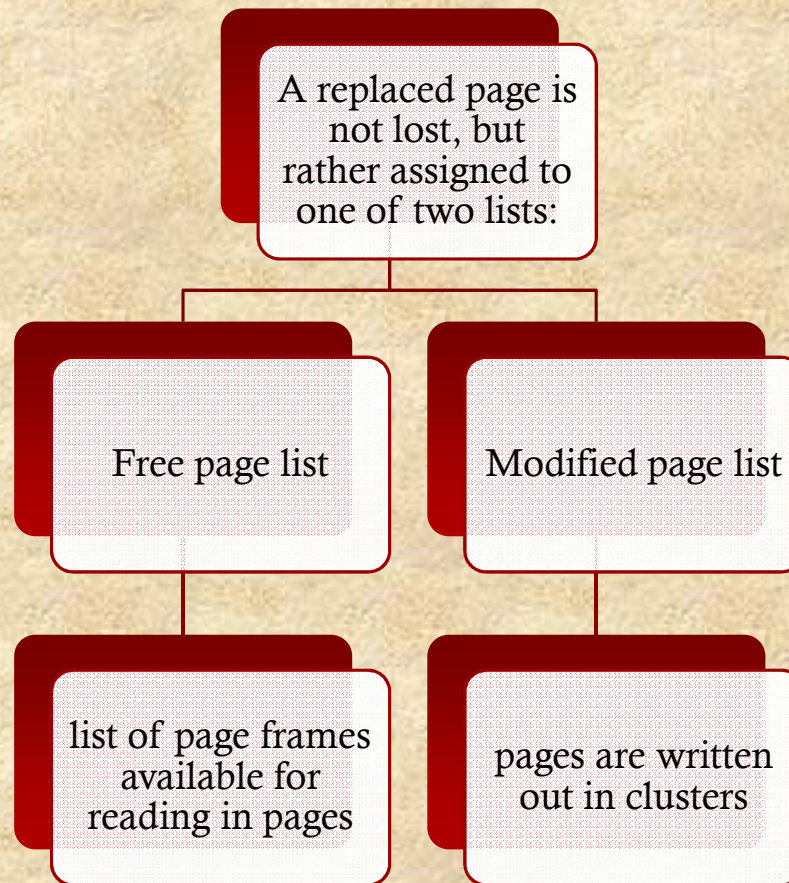 A replaced page is
not lost, but
rather assigned to
one of two lists:
Free page list
Modified page list
list of page frames
available for
reading in pages
pages are written
out in clusters